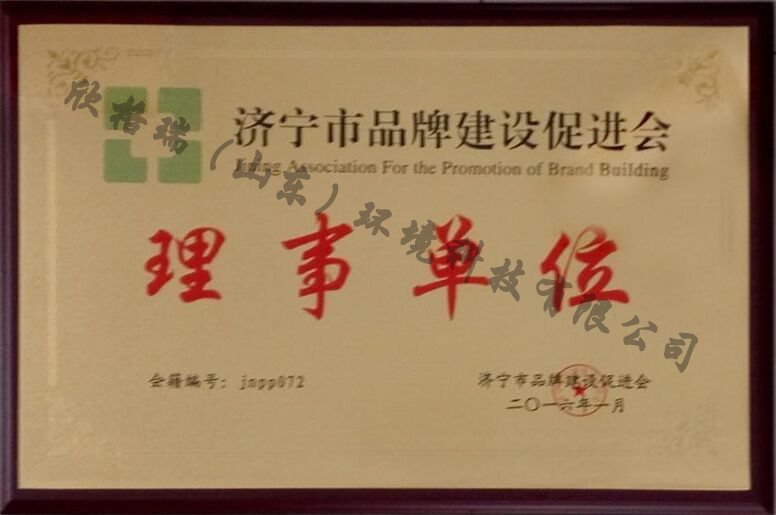 济宁市品牌建设促进会
Jining Association For the Promotion of Brand Building
欣格瑞（山东）环境科技有限公司
理事单位
会籍编号：jnpp072
济宁市品牌建设促进会
二〇一六年一月